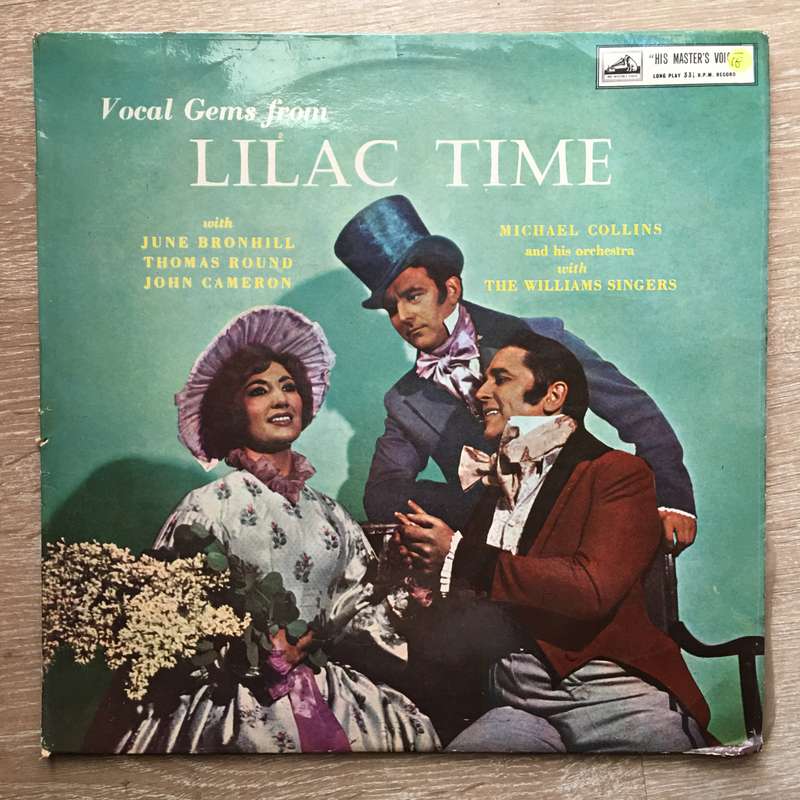 "HIS MASTER'S
LONG PLAY 33⅓ R.P.M. RECORD
Vocal Gems from
LILAC TIME
with
JUNE BRONHILL
THOMAS ROUND
JOHN CAMERON
MICHAEL COLLINS
and his orchestra
with
THE WILLIAMS SINGERS